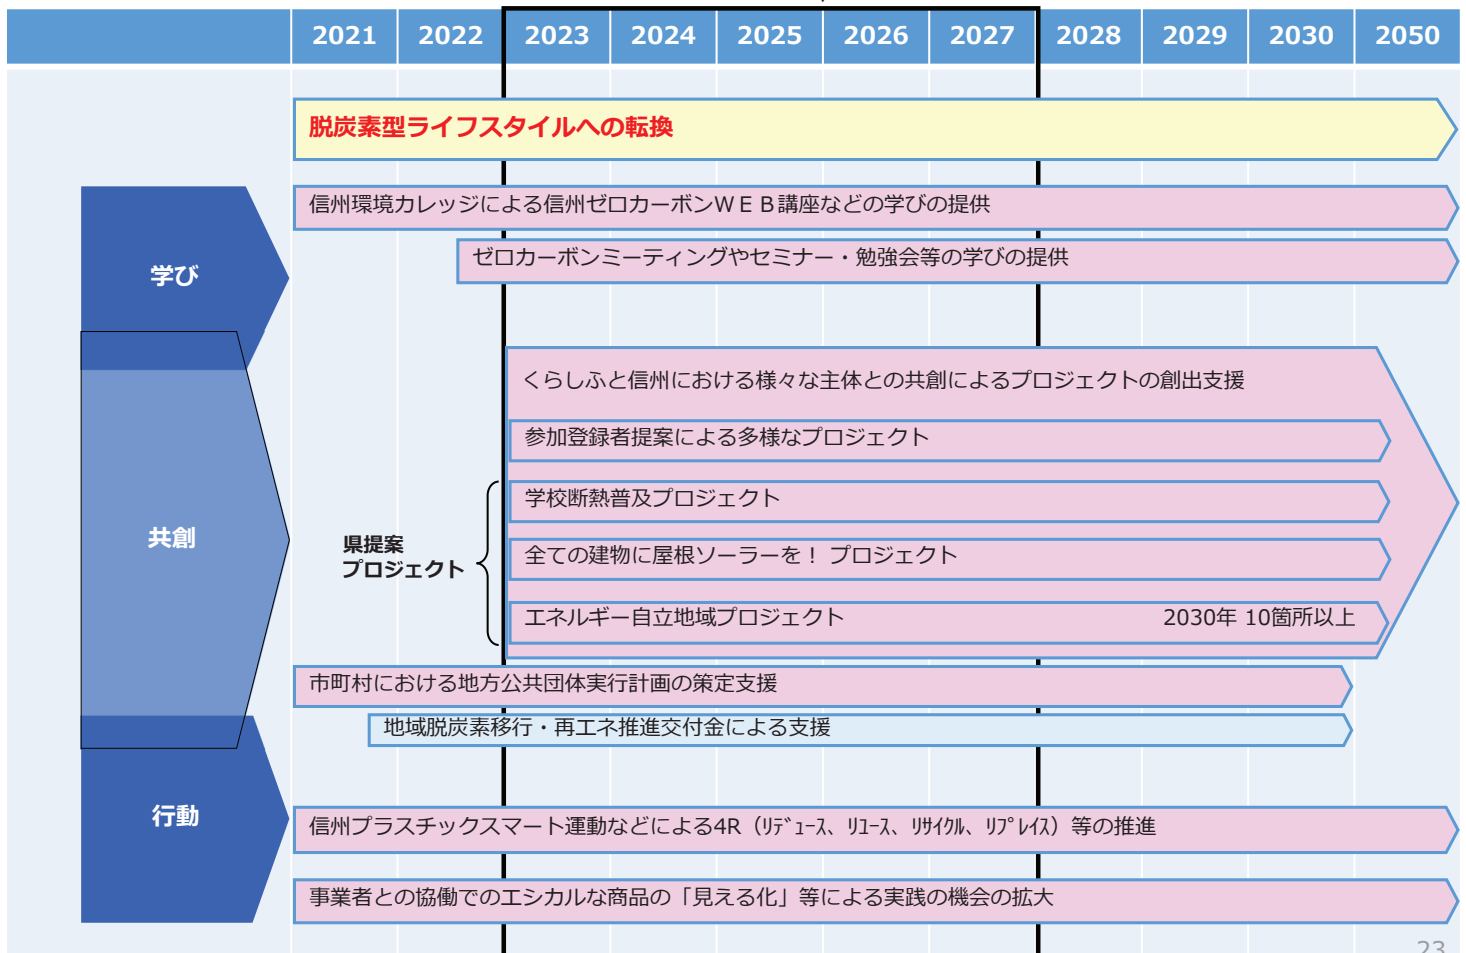 2021 2022 2023 2024 2025 2026 2027 2028 2029 2030 2050
脱炭素型ライフスタイルへの転換
学び
信州環境カレッジによる信州ゼロカーボンＷＥＢ講座などの学びの提供
ゼロカーボンミーティングやセミナー・勉強会等の学びの提供
共創
くらしふと信州における様々な主体との共創によるプロジェクトの創出支援
参加登録者提案による多様なプロジェクト
県提案
プロジェクト
学校断熱普及プロジェクト
全ての建物に屋根ソーラーを！ プロジェクト
エネルギー自立地域プロジェクト 2030年 10箇所以上
市町村における地方公共団体実行計画の策定支援
地域脱炭素移行・再エネ推進交付金による支援
行動
信州プラスチックスマート運動などによる4R（ﾘﾃﾞｭｰｽ、ﾘﾕｰｽ、ﾘｻｲｸﾙ、ﾘﾌﾟﾚｲｽ）等の推進
事業者との協働でのエシカルな商品の「見える化」等による実践の機会の拡大
23